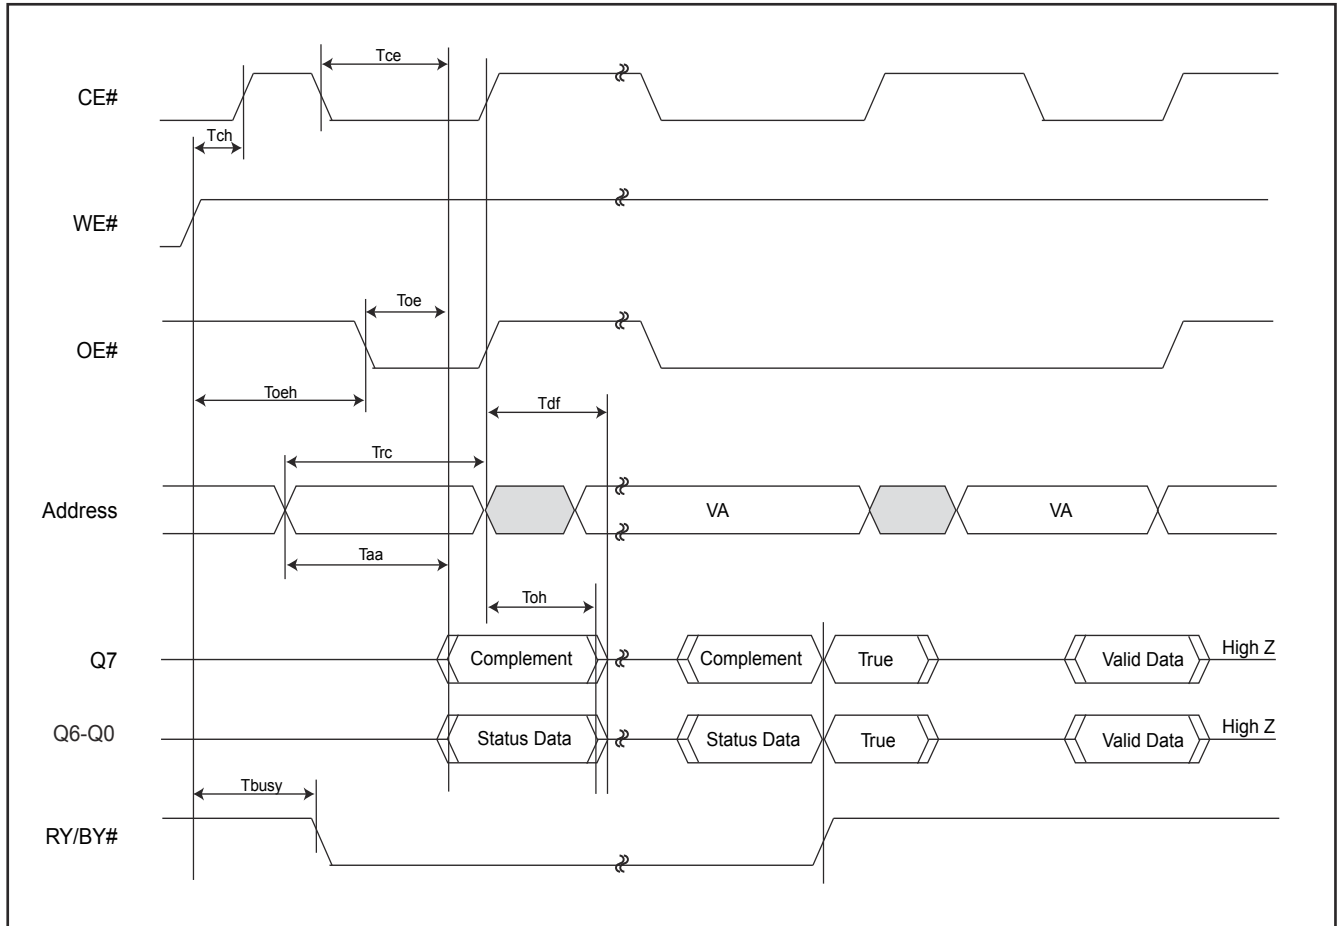 Tce
CE#
Tch
WE#
Toe
OE#
Toeh
Tdf
Trc
Address
VA
VA
Taa
Toh
Q7
Complement
Complement
True
Valid Data
High Z
Q6-Q0
Status Data
Status Data
True
Valid Data
High Z
Tbusy
RY/BY#